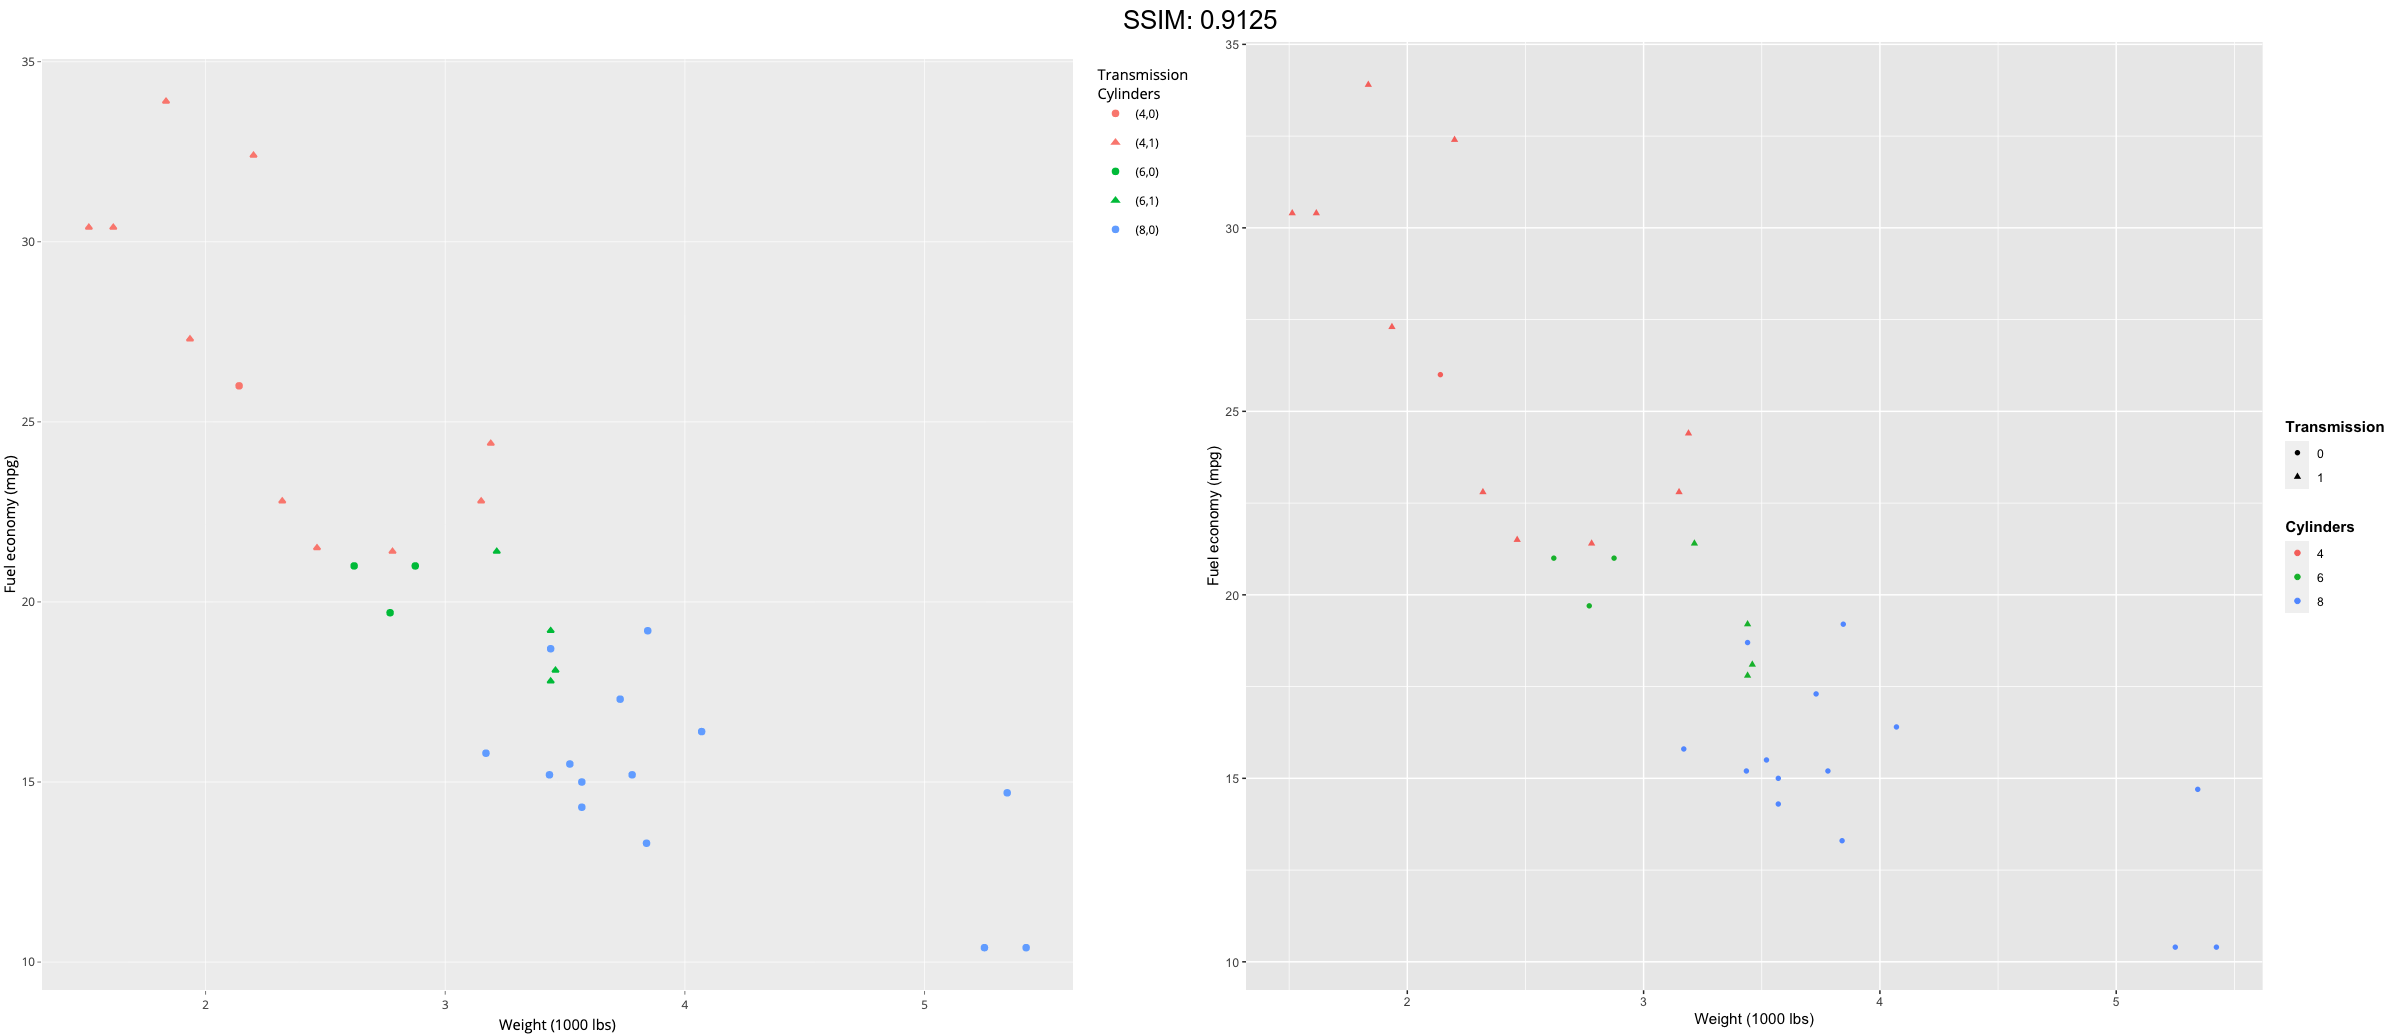 SSIM: 0.9125
35
30
25
20
15
10
Fuel economy (mpg)
2 3 4 5
Weight (1000 lbs)
Transmission
Cylinders
(4,0)
(4,1)
(6,0)
(6,1)
(8,0)
35
30
25
20
15
10
Fuel economy (mpg)
2 3 4 5
Weight (1000 lbs)
Transmission
0
1
Cylinders
4
6
8